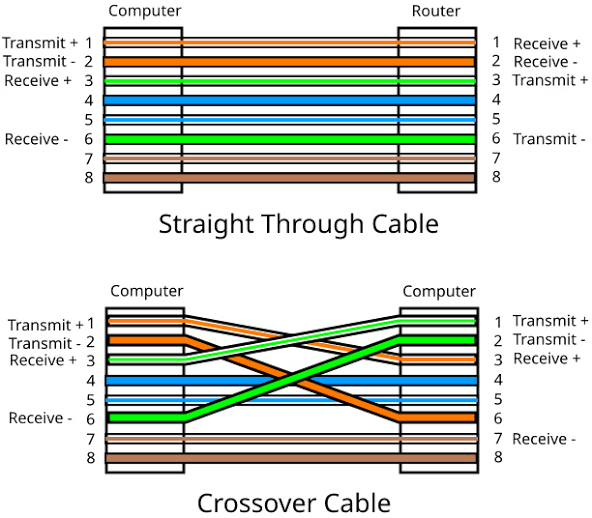 Computer Router
Transmit + 1 1 Receive +
Transmit - 2 2 Receive -
Receive + 3 3 Transmit +
4 4
5 5
Receive - 6 6 Transmit -
7 7
8 8
Straight Through Cable
Computer Computer
Transmit + 1 1 Transmit +
Transmit - 2 2 Transmit -
Receive + 3 3 Receive +
4 4
5 5
Receive - 6 6
7 7 Receive -
8 8
Crossover Cable